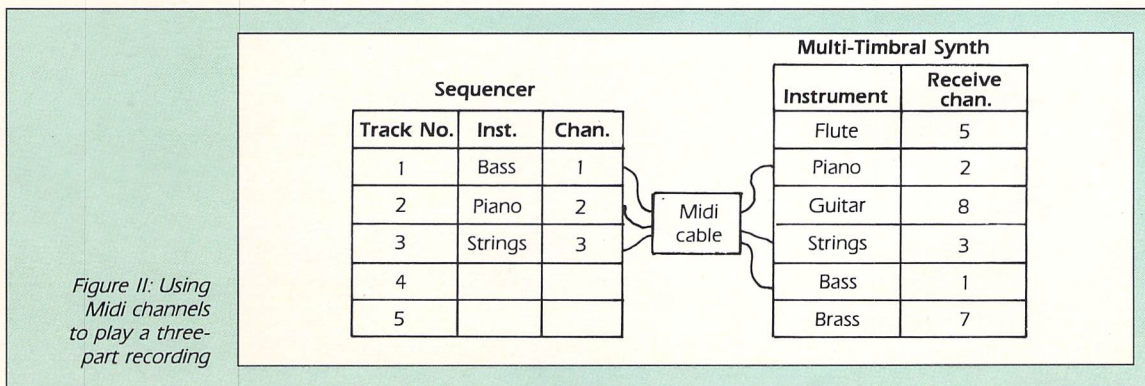 Sequencer
Track No. Inst. Chan.
1 Bass 1
2 Piano 2
3 Strings 3
4
5
Midi
cable
Multi-Timbral Synth
Instrument Receive chan.
Flute 5
Piano 2
Guitar 8
Strings 3
Bass 1
Brass 7
Figure II: Using
Midi channels
to play a three-
part recording